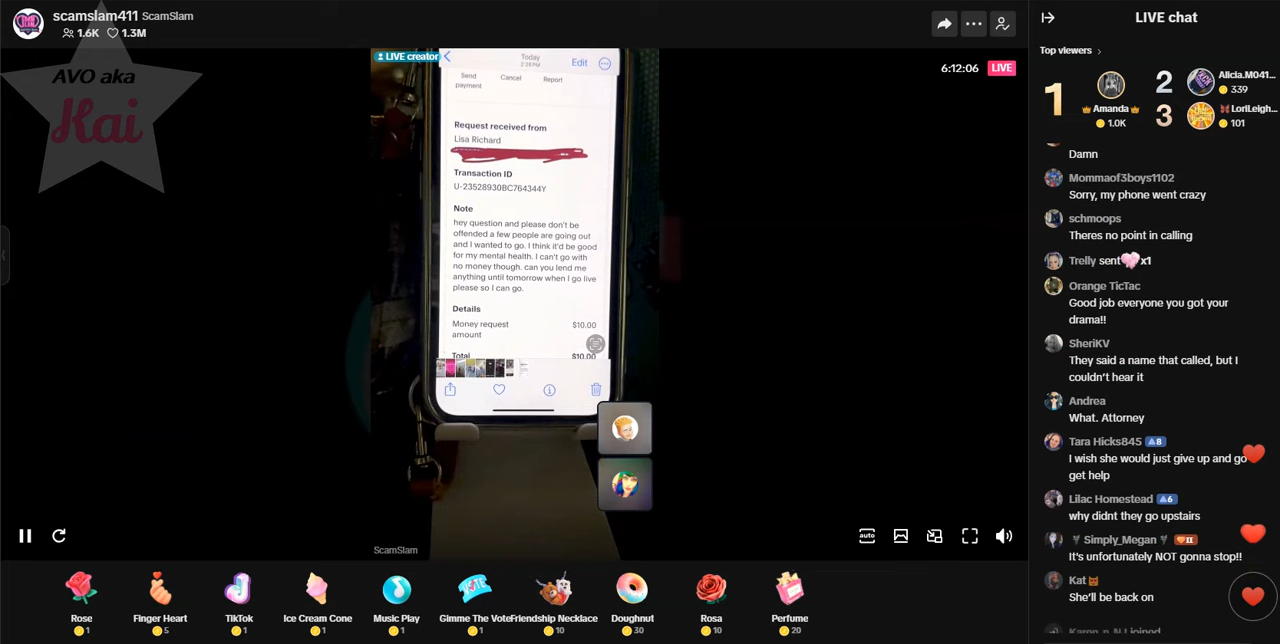 scamslam411 ScamSlam
1.6K 1.3M
AVO aka
Kai
LIVE creator
Today
2:28 PM
Edit
Send
payment
Cancel
Report
Request received from
Lisa Richard
Transaction ID
U-23528930BC764344Y
Note
hey question and please don't be
offended a few people are going out
and I wanted to go. I think it'd be good
for my mental health. I can't go with
no money though. can you lend me
anything until tomorrow when I go live
please so I can go.
Details
Money request
amount
$10.00
Total
$10.00
6:12:06 LIVE
auto
ScamSlam
Rose
1
Finger Heart
5
TikTok
1
Ice Cream Cone
1
Music Play
1
Gimme The Vote
1
Friendship Necklace
10
Doughnut
30
Rosa
10
Perfume
20
LIVE chat
Top viewers
1
Amanda
1.0K
2
Alicia.M041...
339
3
LoriLeigh...
101
Damn
Mommaof3boys1102
Sorry, my phone went crazy
schmoops
Theres no point in calling
Trelly sent x1
Orange TicTac
Good job everyone you got your
drama!!
SheriKV
They said a name that called, but I
couldn't hear it
Andrea
What. Attorney
Tara Hicks845 8
I wish she would just give up and go
get help
Lilac Homestead 6
why didnt they go upstairs
Simply_Megan II
It's unfortunately NOT gonna stop!!
Kat
She'll be back on
joined